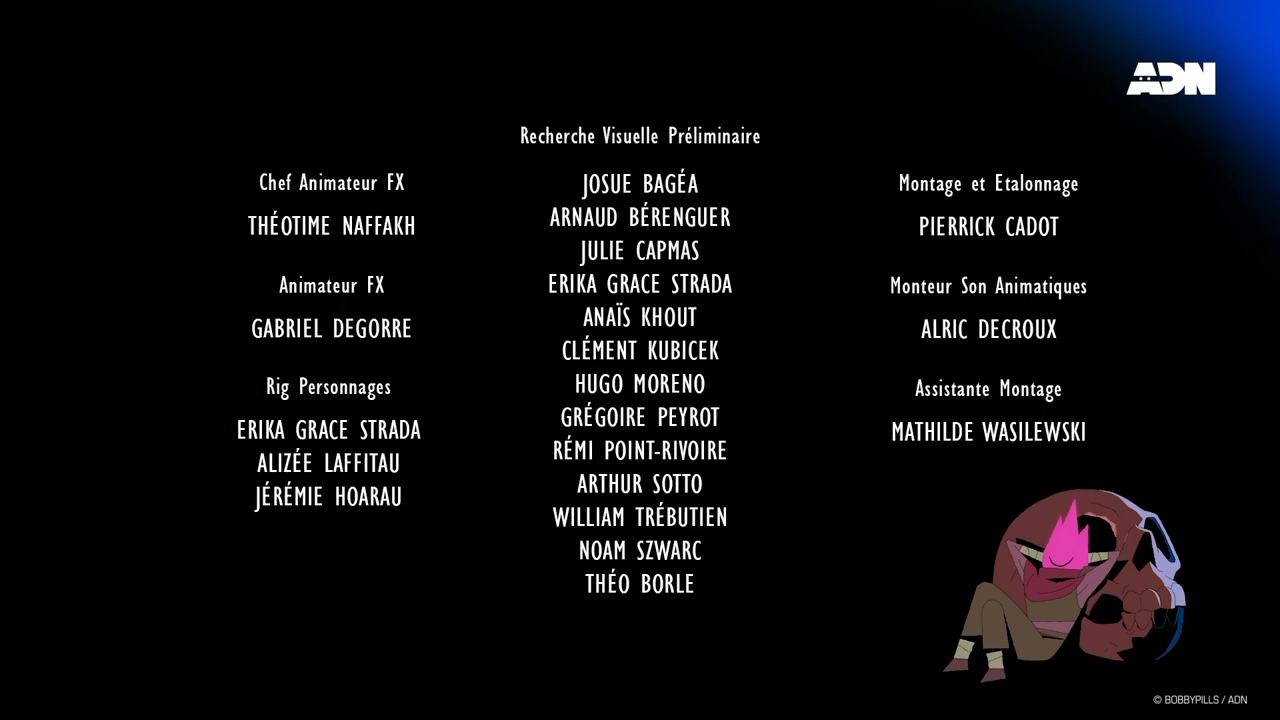 ADN
Recherche Visuelle Préliminaire
Chef Animateur FX
THÉOTIME NAFFAKH
Animateur FX
GABRIEL DEGORRE
Rig Personnages
ERIKA GRACE STRADA
ALIZÉE LAFFITAU
JÉRÉMIE HOARAU
JOSUE BAGÉA
ARNAUD BÉRENGUER
JULIE CAPMAS
ERIKA GRACE STRADA
ANAÏS KHOUT
CLÉMENT KUBICEK
HUGO MORENO
GRÉGOIRE PEYROT
RÉMI POINT-RIVOIRE
ARTHUR SOTTO
WILLIAM TRÉBUTIEN
NOAM SZWARC
THÉO BORLE
Montage et Etalonnage
PIERRICK CADOT
Monteur Son Animatiques
ALRIC DECROUX
Assistante Montage
MATHILDE WASILEWSKI
© BOBBYPILLS / ADN